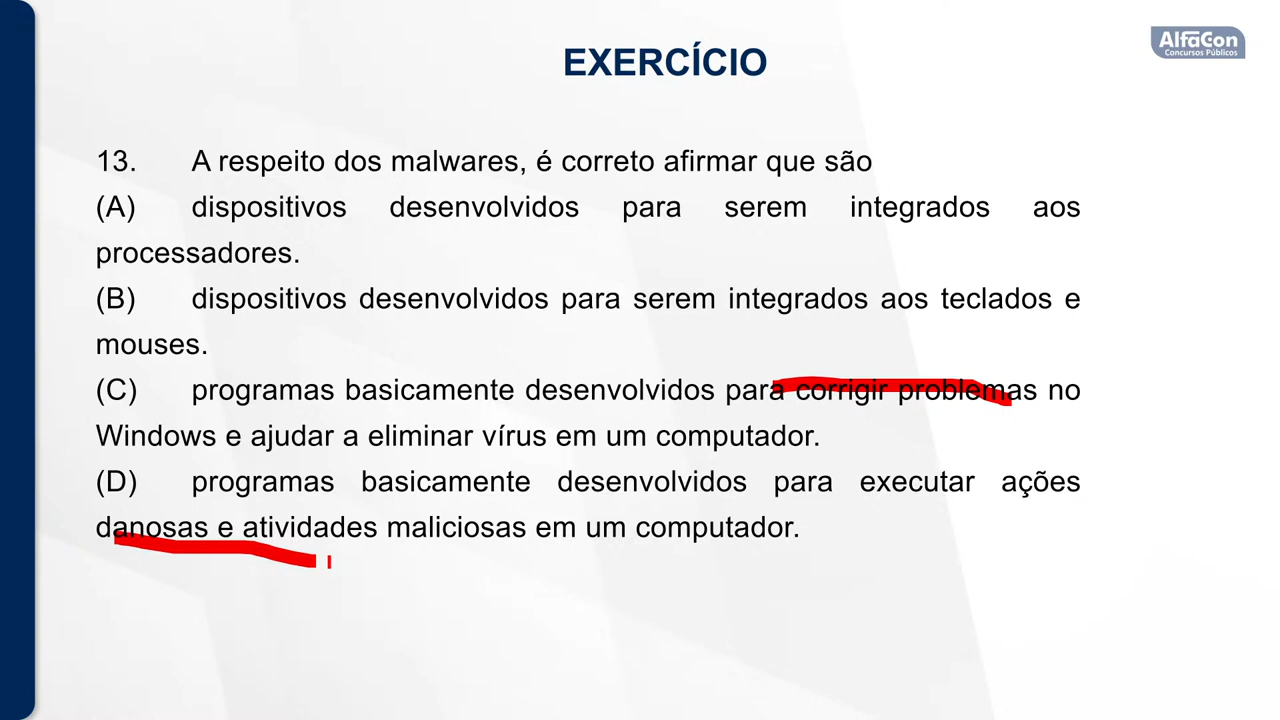 AlfaCon
Concursos Públicos
EXERCÍCIO
13. A respeito dos malwares, é correto afirmar que são
(A) dispositivos desenvolvidos para serem integrados aos
processadores.
(B) dispositivos desenvolvidos para serem integrados aos teclados e
mouses.
(C) programas basicamente desenvolvidos para corrigir problemas no
Windows e ajudar a eliminar vírus em um computador.
(D) programas basicamente desenvolvidos para executar ações
danosas e atividades maliciosas em um computador.